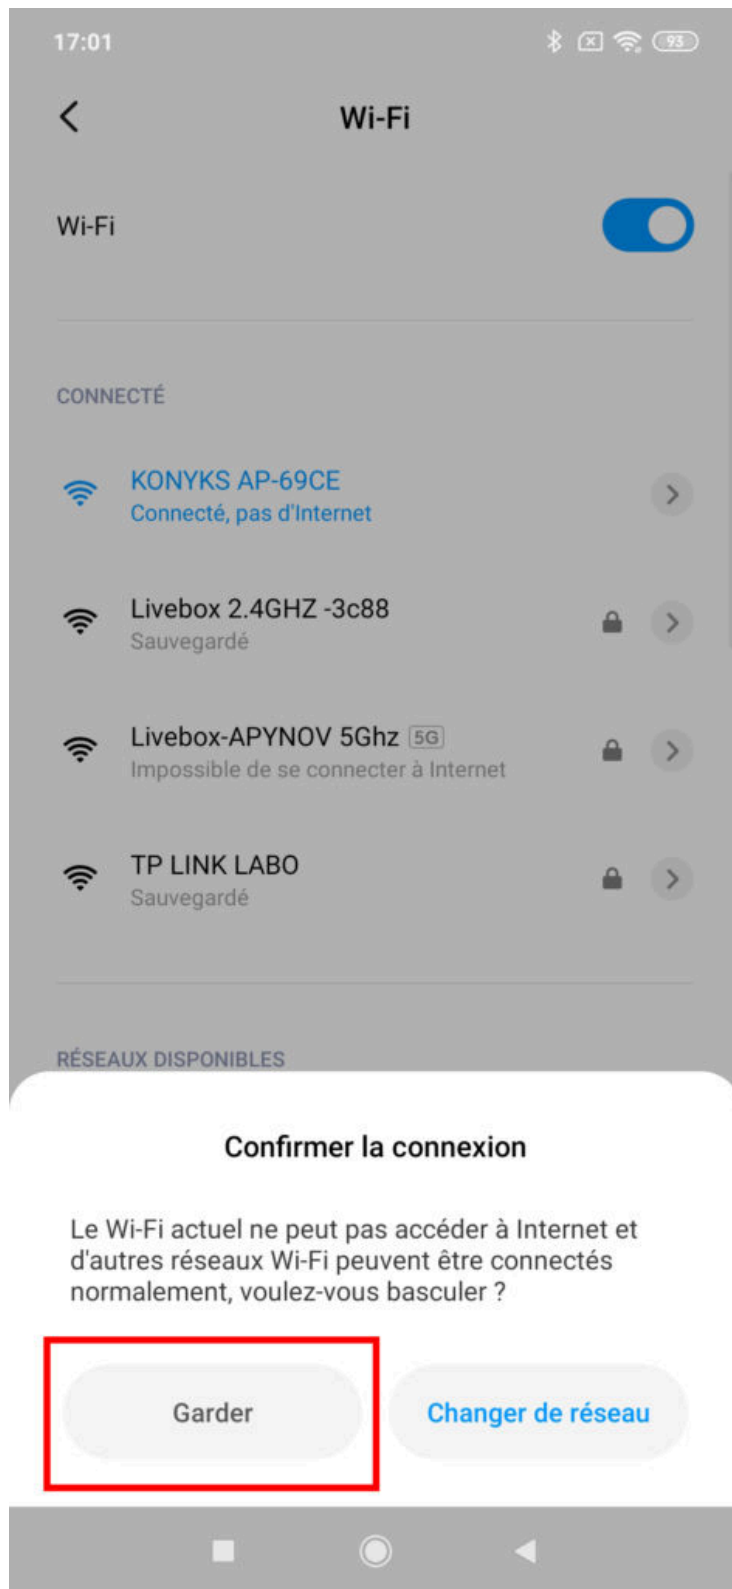 17:01
93
Wi-Fi
Wi-Fi
CONNECTÉ
KONYKS AP-69CE
Connecté, pas d'Internet
Livebox 2.4GHZ -3c88
Sauvegardé
Livebox-APYNOV 5Ghz 5G
Impossible de se connecter à Internet
TP LINK LABO
Sauvegardé
RÉSEAUX DISPONIBLES
Confirmer la connexion
Le Wi-Fi actuel ne peut pas accéder à Internet et
d'autres réseaux Wi-Fi peuvent être connectés
normalement, voulez-vous basculer ?
Garder
Changer de réseau